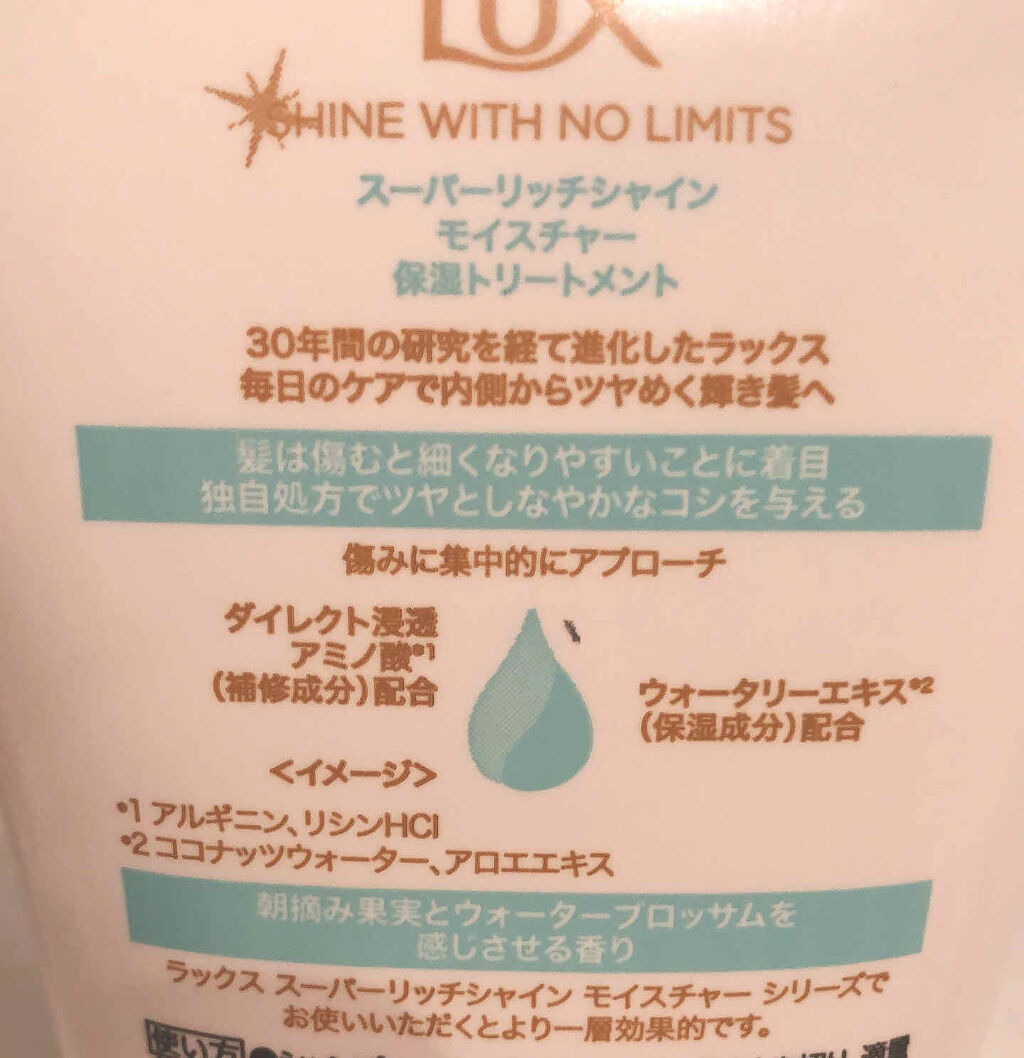 LUX
SHINE WITH NO LIMITS
スーパーリッチシャイン
モイスチャー
保湿トリートメント
30年間の研究を経て進化したラックス
毎日のケアで内側からツヤめく輝き髪へ
髪は傷むと細くなりやすいことに着目
独自処方でツヤとしなやかなコシを与える
傷みに集中的にアプローチ
ダイレクト浸透
アミノ酸*1
(補修成分)配合
ウォータリーエキス*2
(保湿成分)配合
<イメージ>
*1 アルギニン、リシンHCl
*2 ココナッツウォーター、アロエエキス
朝摘み果実とウォーターブロッサムを
感じさせる香り
ラックス スーパーリッチシャイン モイスチャー シリーズで
お使いいただくとより一層効果的です。
使い方